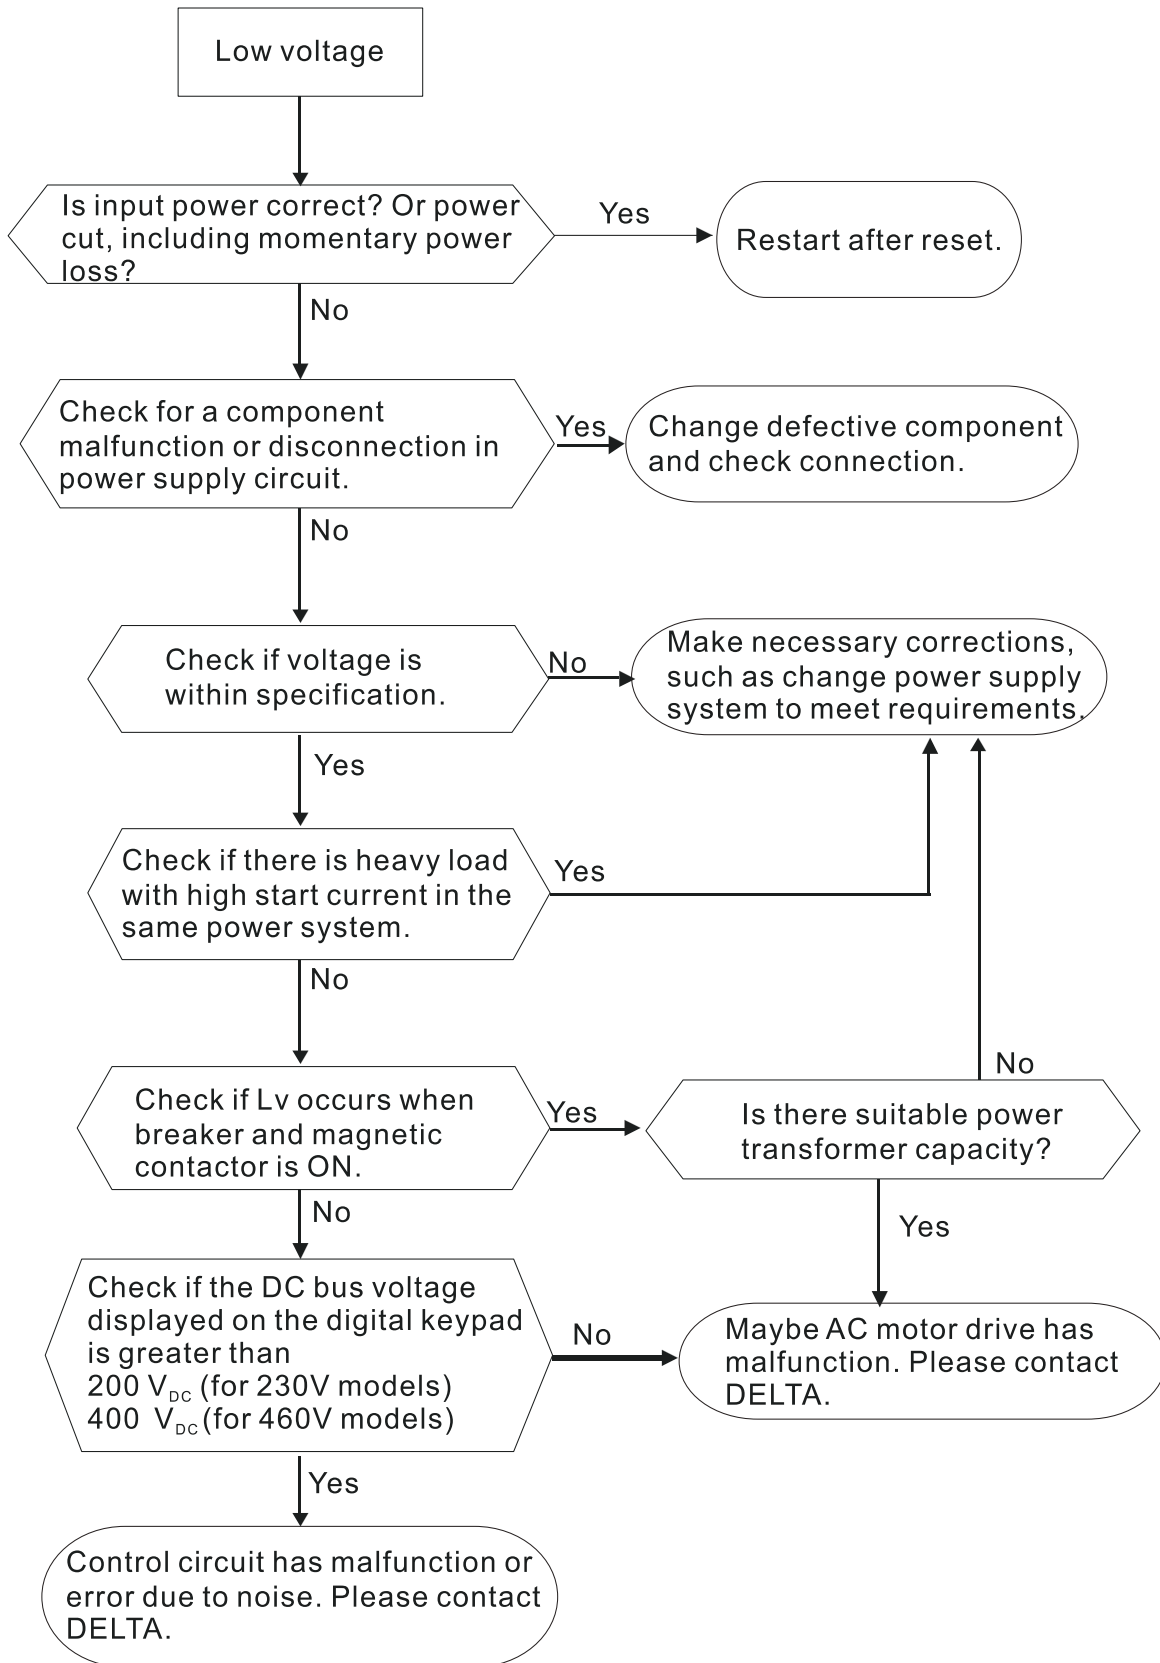 Low voltage
Is input power correct? Or power
cut, including momentary power
loss?
Yes
Restart after reset.
No
Check for a component
malfunction or disconnection in
power supply circuit.
Yes
Change defective component
and check connection.
No
Check if voltage is
within specification.
No
Make necessary corrections,
such as change power supply
system to meet requirements.
Yes
Check if there is heavy load
with high start current in the
same power system.
Yes
No
Check if Lv occurs when
breaker and magnetic
contactor is ON.
Yes
Is there suitable power
transformer capacity?
No
Yes
No
Check if the DC bus voltage
displayed on the digital keypad
is greater than
200 VDC (for 230V models)
400 VDC (for 460V models)
No
Maybe AC motor drive has
malfunction. Please contact
DELTA.
Yes
Control circuit has malfunction or
error due to noise. Please contact
DELTA.